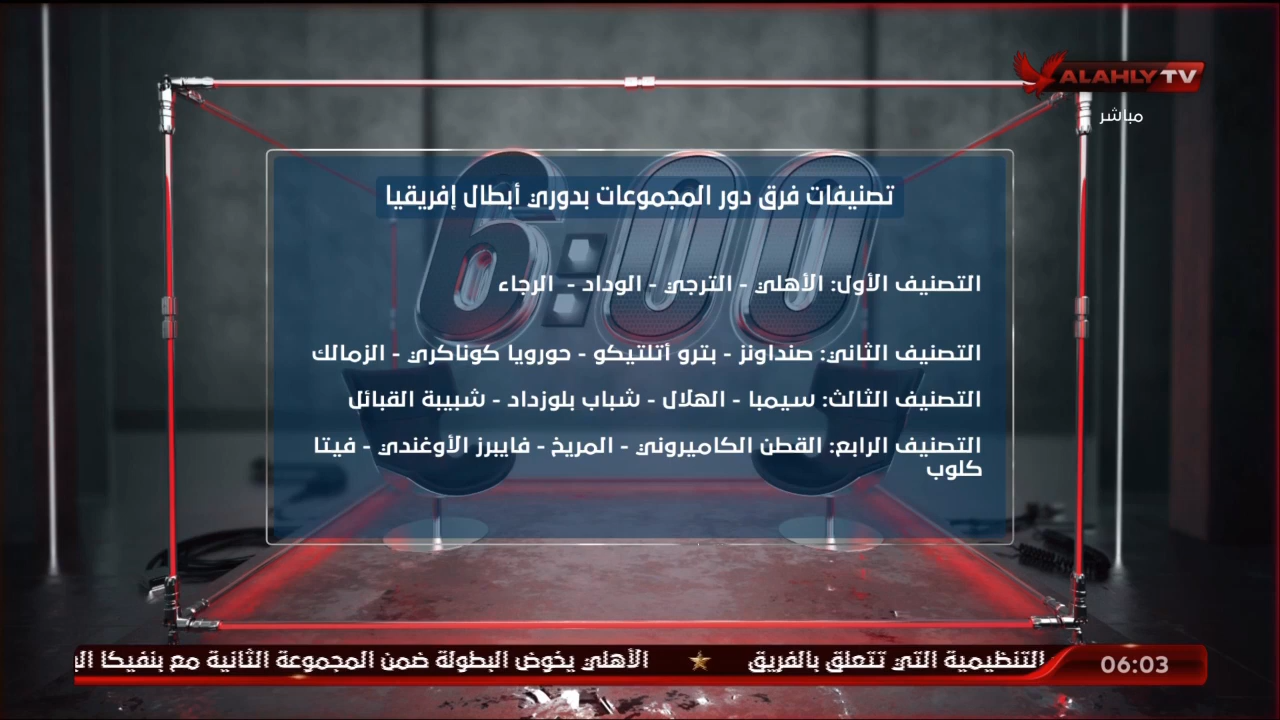 ALAHLY TV
مباشر
6:00
تصنيفات فرق دور المجموعات بدوري أبطال إفريقيا
التصنيف الأول: الأهلي - الترجي - الوداد - الرجاء
التصنيف الثاني: صنداونز - بترو أتلتيكو - حورويا كوناكري - الزمالك
التصنيف الثالث: سيمبا - الهلال - شباب بلوزداد - شبيبة القبائل
التصنيف الرابع: القطن الكاميروني - المريخ - فايبرز الأوغندي - فيتا
كلوب
التنظيمية التي تتعلق بالفريق ★ الأهلي يخوض البطولة ضمن المجموعة الثانية مع بنفيكا
06:03